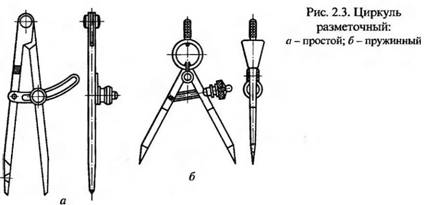 Рис. 2.3. Циркуль
разметочный:
а – простой; б – пружинный
а
б